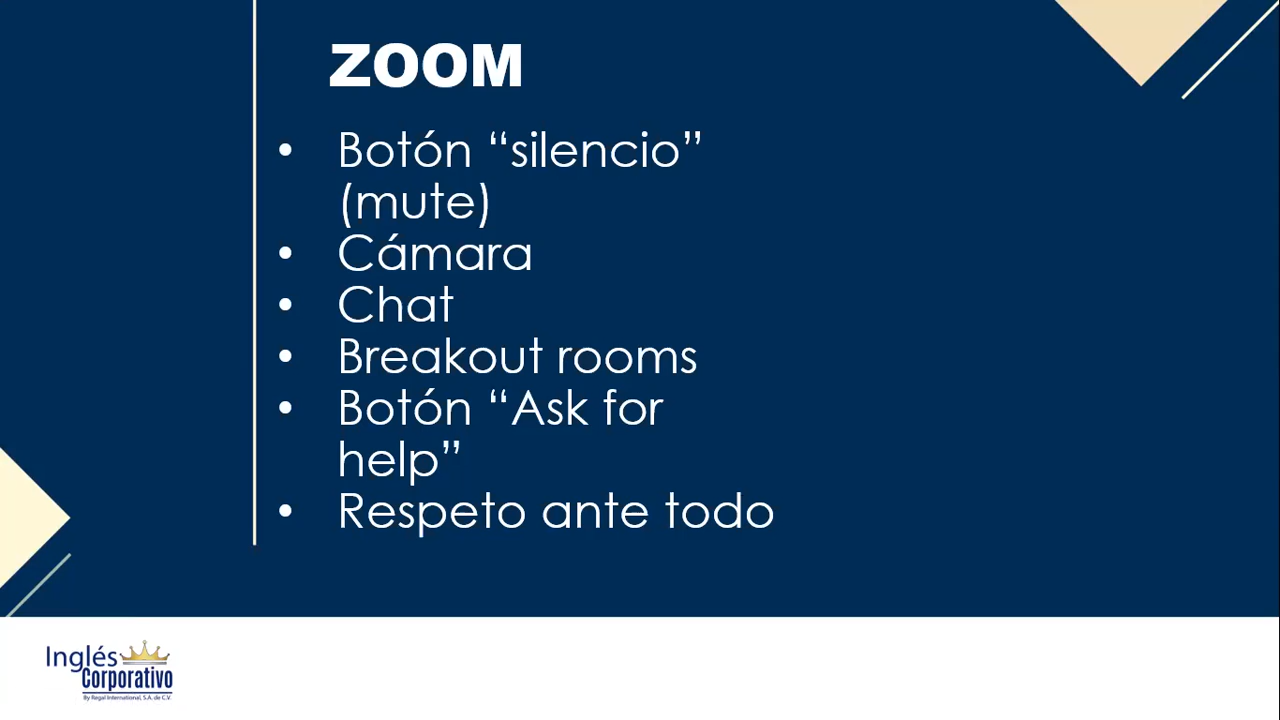 ZOOM
• Botón “silencio”
(mute)
• Cámara
• Chat
• Breakout rooms
• Botón “Ask for
help”
• Respeto ante todo
Inglés
Corporativo
By Regal International, S.A. de C.V.